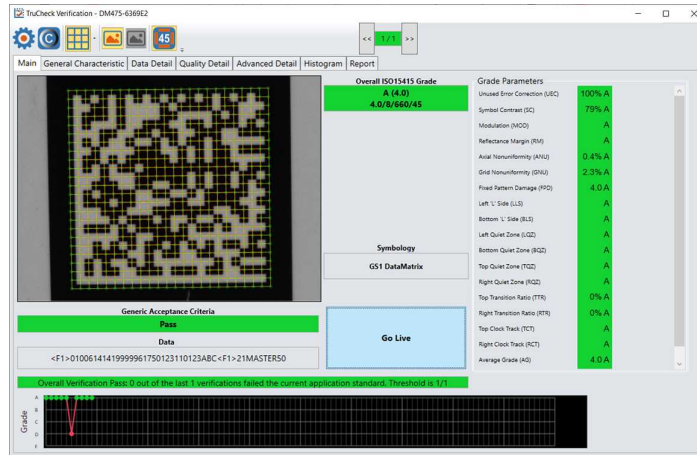 TruCheck Verification - DM475-6369E2
45
<< 1/1 >>
Main General Characteristic Data Detail Quality Detail Advanced Detail Histogram Report
Overall ISO15415 Grade
A (4.0)
4.0/8/660/45
Symbology
GS1 DataMatrix
Generic Acceptance Criteria
Pass
Data
<F1>01006141419999961750123110123ABC<F1>21MASTER50
Go Live
Grade Parameters
Unused Error Correction (UEC) 100% A
Symbol Contrast (SC) 79% A
Modulation (MOD) A
Reflectance Margin (RM) A
Axial Nonuniformity (ANU) 0.4% A
Grid Nonuniformity (GNU) 2.3% A
Fixed Pattern Damage (FPD) 4.0 A
Left 'L' Side (LLS) A
Bottom 'L' Side (BLS) A
Left Quiet Zone (LQZ) A
Bottom Quiet Zone (BQZ) A
Top Quiet Zone (TQZ) A
Right Quiet Zone (RQZ) A
Top Transition Ratio (TTR) 0% A
Right Transition Ratio (RTR) 0% A
Top Clock Track (TCT) A
Right Clock Track (RCT) A
Average Grade (AG) 4.0 A
Overall Verification Pass: 0 out of the last 1 verifications failed the current application standard. Threshold is 1/1
Grade
A
B
C
D
F